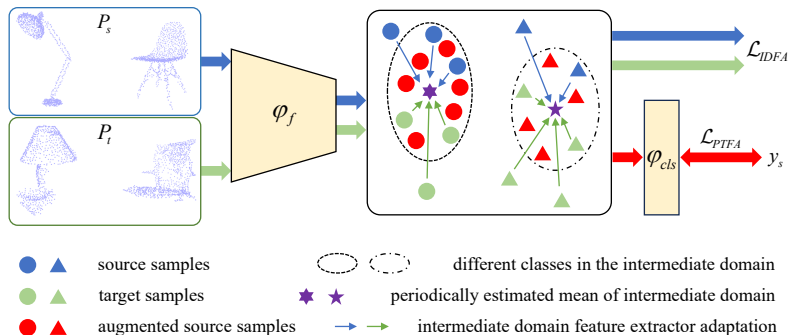 P_s
P_t
φ_f
L_IDFA
φ_cls
L_PTFA
y_s
source samples
different classes in the intermediate domain
target samples
periodically estimated mean of intermediate domain
augmented source samples
intermediate domain feature extractor adaptation